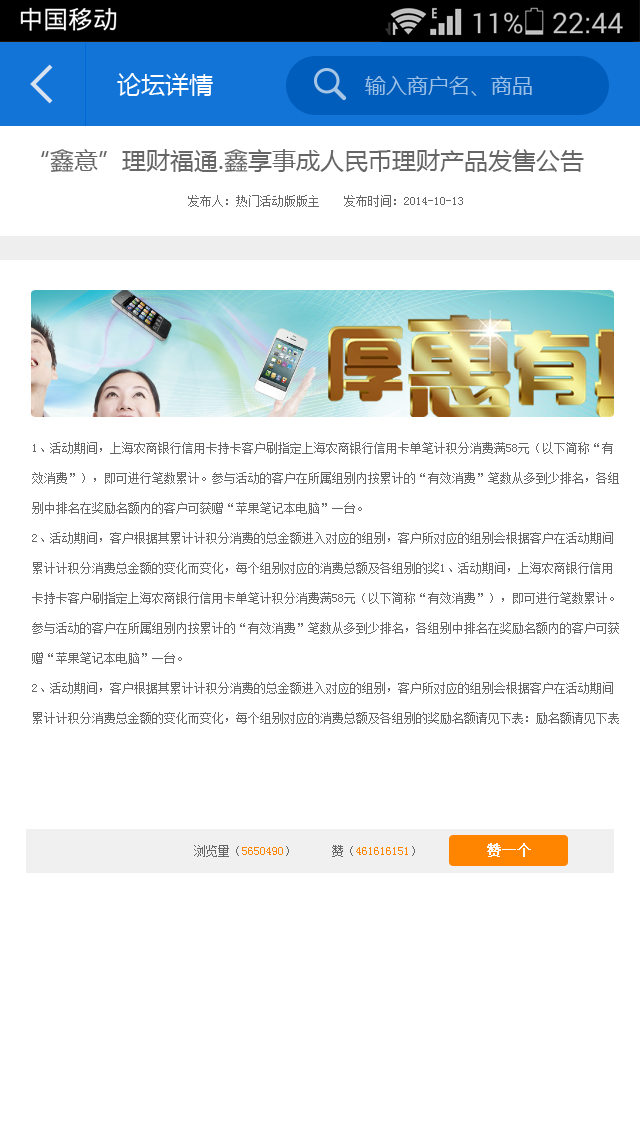 中国移动 E 11% 22:44
论坛详情 输入商户名、商品
“鑫意”理财福通.鑫享事成人民币理财产品发售公告
发布人：热门活动版版主 发布时间：2014-10-13
厚惠有
1、活动期间，上海农商银行信用卡持卡客户刷指定上海农商银行信用卡单笔计积分消费满58元（以下简称“有
效消费”），即可进行笔数累计。参与活动的客户在所属组别内按累计的“有效消费”笔数从多到少排名，各组
别中排名在奖励名额内的客户可获赠“苹果笔记本电脑”一台。
2、活动期间，客户根据其累计计积分消费的总金额进入对应的组别，客户所对应的组别会根据客户在活动期间
累计计积分消费总金额的变化而变化，每个组别对应的消费总额及各组别的奖1、活动期间，上海农商银行信用
卡持卡客户刷指定上海农商银行信用卡单笔计积分消费满58元（以下简称“有效消费”），即可进行笔数累计。
参与活动的客户在所属组别内按累计的“有效消费”笔数从多到少排名，各组别中排名在奖励名额内的客户可获
赠“苹果笔记本电脑”一台。
2、活动期间，客户根据其累计计积分消费的总金额进入对应的组别，客户所对应的组别会根据客户在活动期间
累计计积分消费总金额的变化而变化，每个组别对应的消费总额及各组别的奖励名额请见下表：励名额请见下表
浏览量（5650490） 赞（461616151） 赞一个